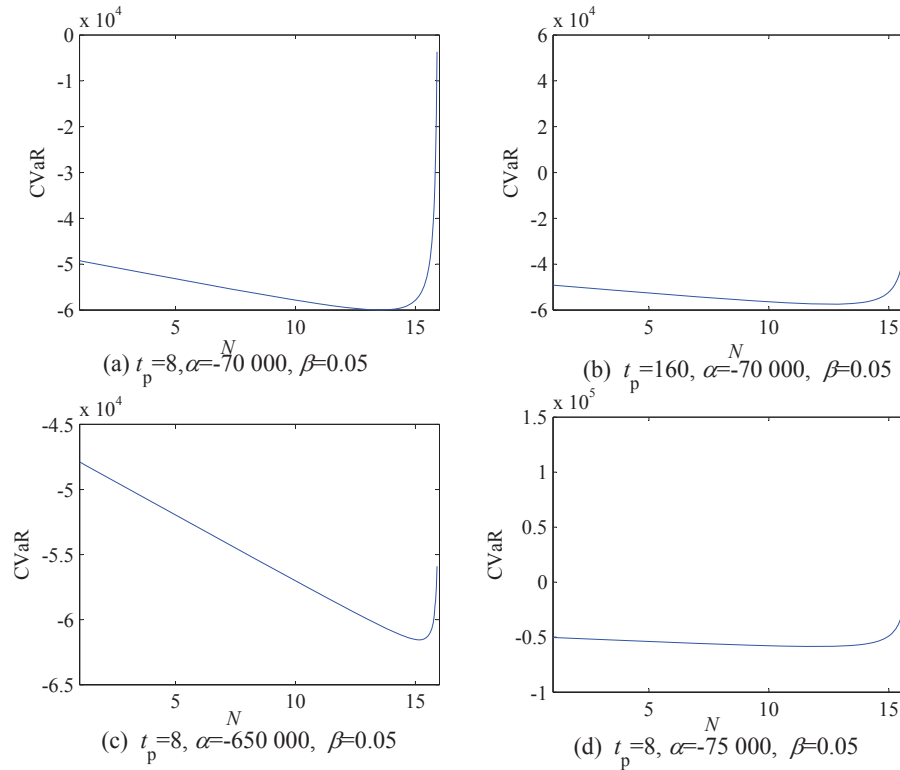 x 10^4
0
-1
-2
-3
-4
-5
-6
CVaR
5 10 15
N
(a) t_p=8,α=-70 000, β=0.05
x 10^4
6
4
2
0
-2
-4
-6
CVaR
5 10 15
N
(b) t_p=160, α=-70 000, β=0.05
x 10^4
-4.5
-5
-5.5
-6
-6.5
CVaR
5 10 15
N
(c) t_p=8, α=-650 000, β=0.05
x 10^5
1.5
1
0.5
0
-0.5
-1
CVaR
5 10 15
N
(d) t_p=8, α=-75 000, β=0.05